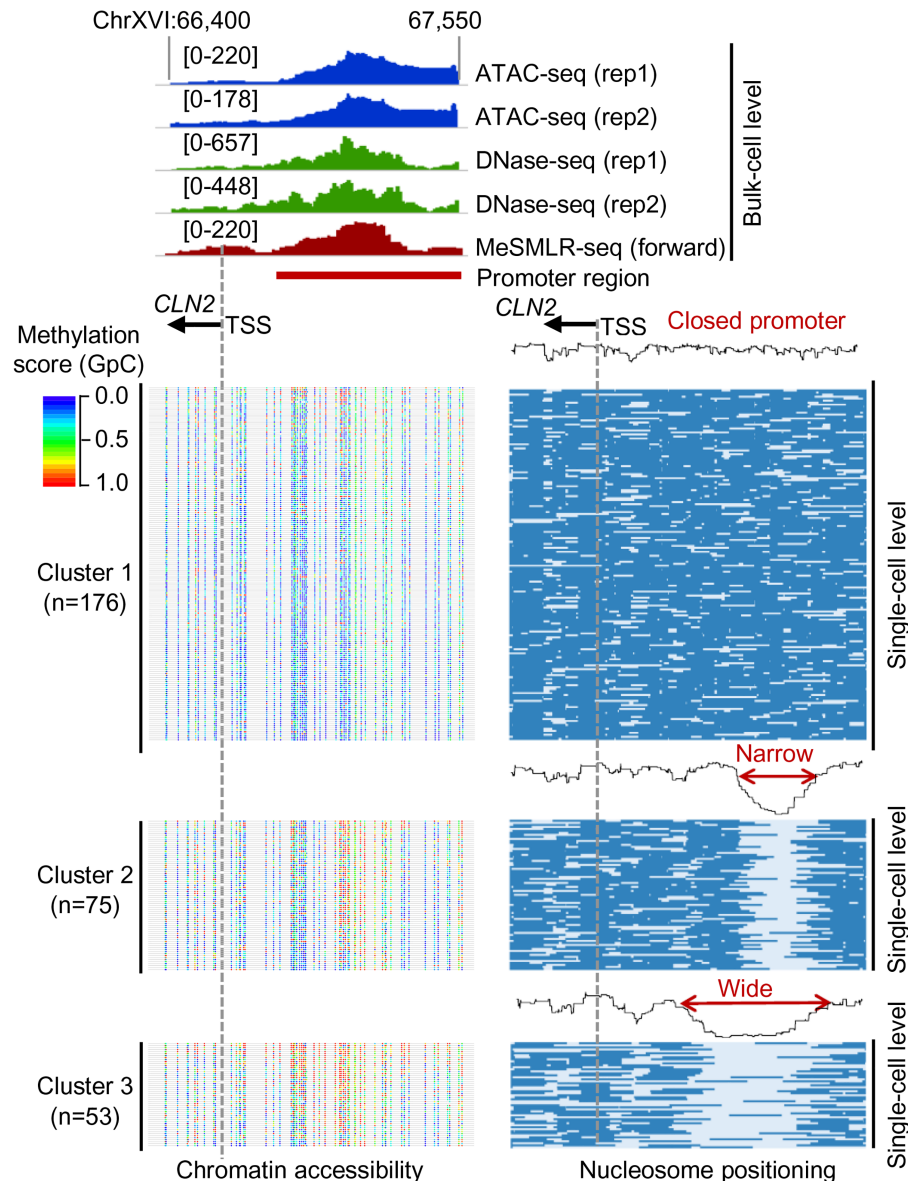 ChrXVI:66,400
67,550
[0-220]
ATAC-seq (rep1)
[0-178]
ATAC-seq (rep2)
[0-657]
DNase-seq (rep1)
[0-448]
DNase-seq (rep2)
[0-220]
MeSMLR-seq (forward)
Promoter region
Bulk-cell level
CLN2
TSS
CLN2
TSS
Closed promoter
Methylation
score (GpC)
0.0
0.5
1.0
Cluster 1
(n=176)
Single-cell level
Narrow
Cluster 2
(n=75)
Single-cell level
Wide
Cluster 3
(n=53)
Single-cell level
Chromatin accessibility
Nucleosome positioning